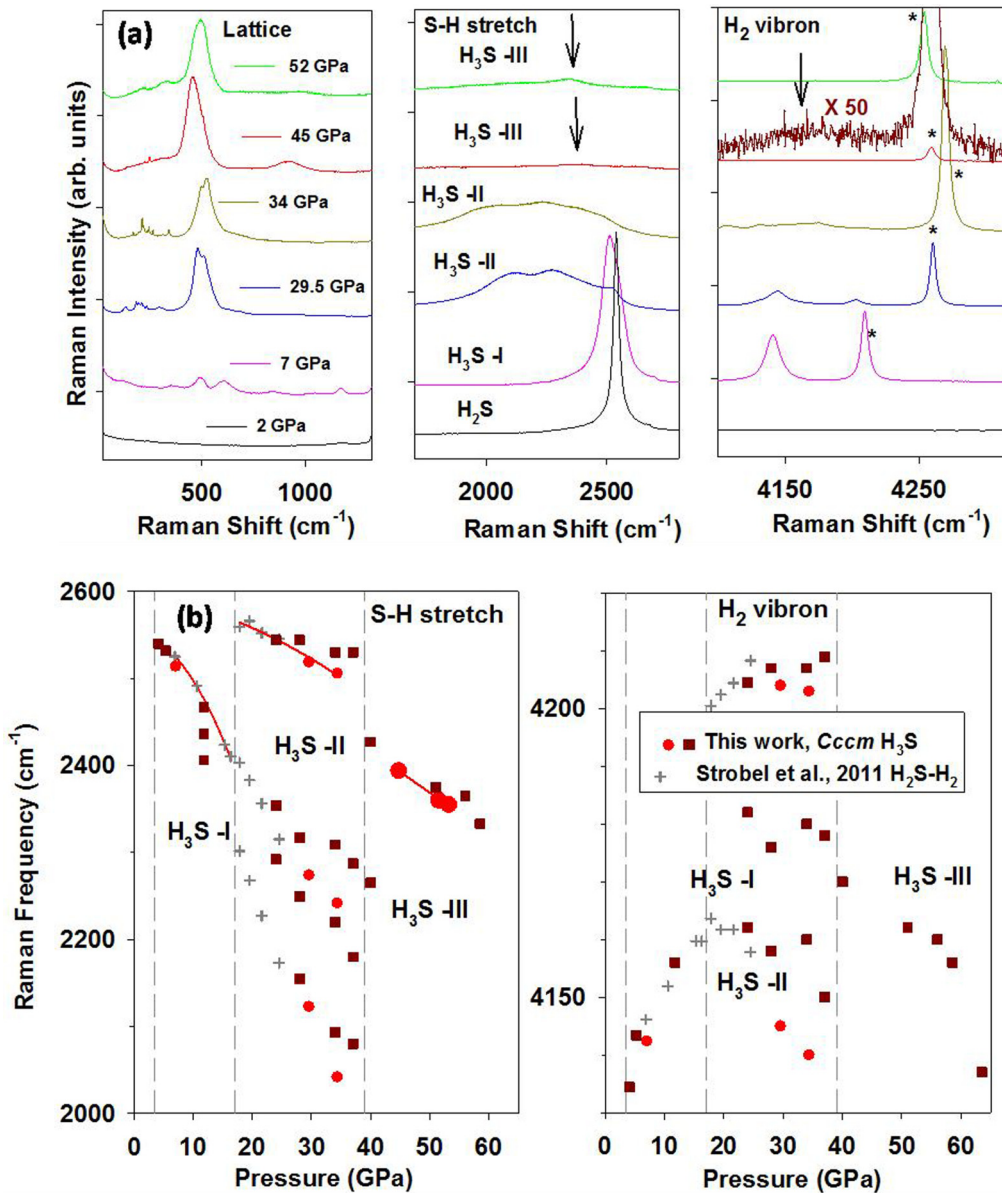 (a)
Lattice
52 GPa
45 GPa
34 GPa
29.5 GPa
7 GPa
2 GPa
Raman Intensity (arb. units)
500
1000
Raman Shift (cm⁻¹)
S-H stretch
H₃S -III
H₃S -III
H₃S -II
H₃S -II
H₃S -I
H₂S
2000
2500
Raman Shift (cm⁻¹)
H₂ vibron
*
X 50
*
*
*
*
4150
4250
Raman Shift (cm⁻¹)
(b)
S-H stretch
2600
2400
2200
2000
Raman Frequency (cm⁻¹)
H₃S -I
H₃S -II
H₃S -III
0
10
20
30
40
50
60
Pressure (GPa)
H₂ vibron
4200
4150
This work, Cccm H₃S
Strobel et al., 2011 H₂S-H₂
H₃S -I
H₃S -II
H₃S -III
0
10
20
30
40
50
60
Pressure (GPa)